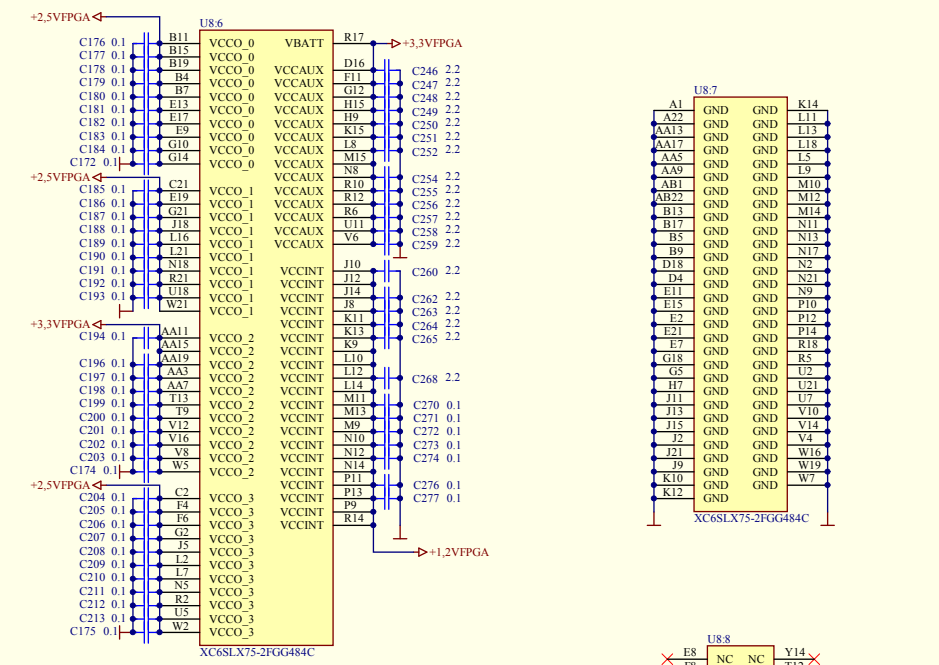 +2,5VFPGA
U8:6
C176 0.1 B11 VCCO_0 VBATT R17 +3,3VFPGA
C177 0.1 B15 VCCO_0
C178 0.1 B19 VCCO_0 VCCAUX D16 C246 2.2
C179 0.1 B4 VCCO_0 VCCAUX F11 C247 2.2
C180 0.1 B7 VCCO_0 VCCAUX G12 C248 2.2
C181 0.1 E13 VCCO_0 VCCAUX H15 C249 2.2
C182 0.1 E17 VCCO_0 VCCAUX H9 C250 2.2
C183 0.1 E9 VCCO_0 VCCAUX K15 C251 2.2
C184 0.1 G10 VCCO_0 VCCAUX L8 C252 2.2
C172 0.1 G14 VCCO_0 VCCAUX M15
+2,5VFPGA VCCAUX N8 C254 2.2
C185 0.1 C21 VCCO_1 VCCAUX R10 C255 2.2
C186 0.1 E19 VCCO_1 VCCAUX R12 C256 2.2
C187 0.1 G21 VCCO_1 VCCAUX R6 C257 2.2
C188 0.1 J18 VCCO_1 VCCAUX U11 C258 2.2
C189 0.1 L16 VCCO_1 VCCAUX V6 C259 2.2
C190 0.1 L21 VCCO_1
C191 0.1 N18 VCCO_1 VCCINT J10 C260 2.2
C192 0.1 R21 VCCO_1 VCCINT J12
C193 0.1 U18 VCCO_1 VCCINT J14 C262 2.2
W21 VCCO_1 VCCINT J8 C263 2.2
+3,3VFPGA VCCINT K11 C264 2.2
C194 0.1 AA11 VCCO_2 VCCINT K13 C265 2.2
AA15 VCCO_2 VCCINT K9
C196 0.1 AA19 VCCO_2 VCCINT L10
C197 0.1 AA3 VCCO_2 VCCINT L12 C268 2.2
C198 0.1 AA7 VCCO_2 VCCINT L14
C199 0.1 T13 VCCO_2 VCCINT M11 C270 0.1
C200 0.1 T9 VCCO_2 VCCINT M13 C271 0.1
C201 0.1 V12 VCCO_2 VCCINT M9 C272 0.1
C202 0.1 V16 VCCO_2 VCCINT N10 C273 0.1
C203 0.1 V8 VCCO_2 VCCINT N12 C274 0.1
C174 0.1 W5 VCCO_2 VCCINT N14
+2,5VFPGA VCCINT P11 C276 0.1
C204 0.1 C2 VCCO_3 VCCINT P13 C277 0.1
C205 0.1 F4 VCCO_3 VCCINT P9
C206 0.1 F6 VCCO_3 VCCINT R14
C207 0.1 G2 VCCO_3
C208 0.1 J5 VCCO_3 +1,2VFPGA
C209 0.1 L2 VCCO_3
C210 0.1 L7 VCCO_3
C211 0.1 N5 VCCO_3
C212 0.1 R2 VCCO_3
C213 0.1 U5 VCCO_3
C175 0.1 W2 VCCO_3
XC6SLX75-2FGG484C
U8:7
A1 GND GND K14
A22 GND GND L11
AA13 GND GND L13
AA17 GND GND L18
AA5 GND GND L5
AA9 GND GND L9
AB1 GND GND M10
AB22 GND GND M12
B13 GND GND M14
B17 GND GND N11
B5 GND GND N13
B9 GND GND N17
D18 GND GND N2
D4 GND GND N21
E11 GND GND N9
E15 GND GND P10
E2 GND GND P12
E21 GND GND P14
E7 GND GND R18
G18 GND GND R5
G5 GND GND U2
H7 GND GND U21
J11 GND GND U7
J13 GND GND V10
J15 GND GND V14
J2 GND GND V4
J21 GND GND W16
J9 GND GND W19
K10 GND GND W7
K12 GND
XC6SLX75-2FGG484C
U8:8
E8 NC NC Y14